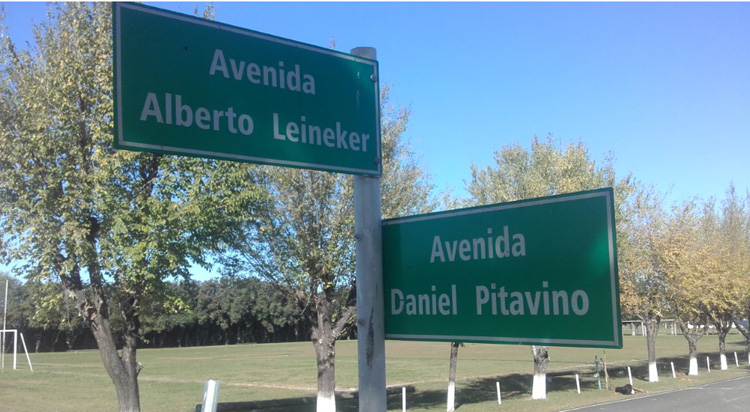 Avenida
Alberto Leineker
Avenida
Daniel Pitavino